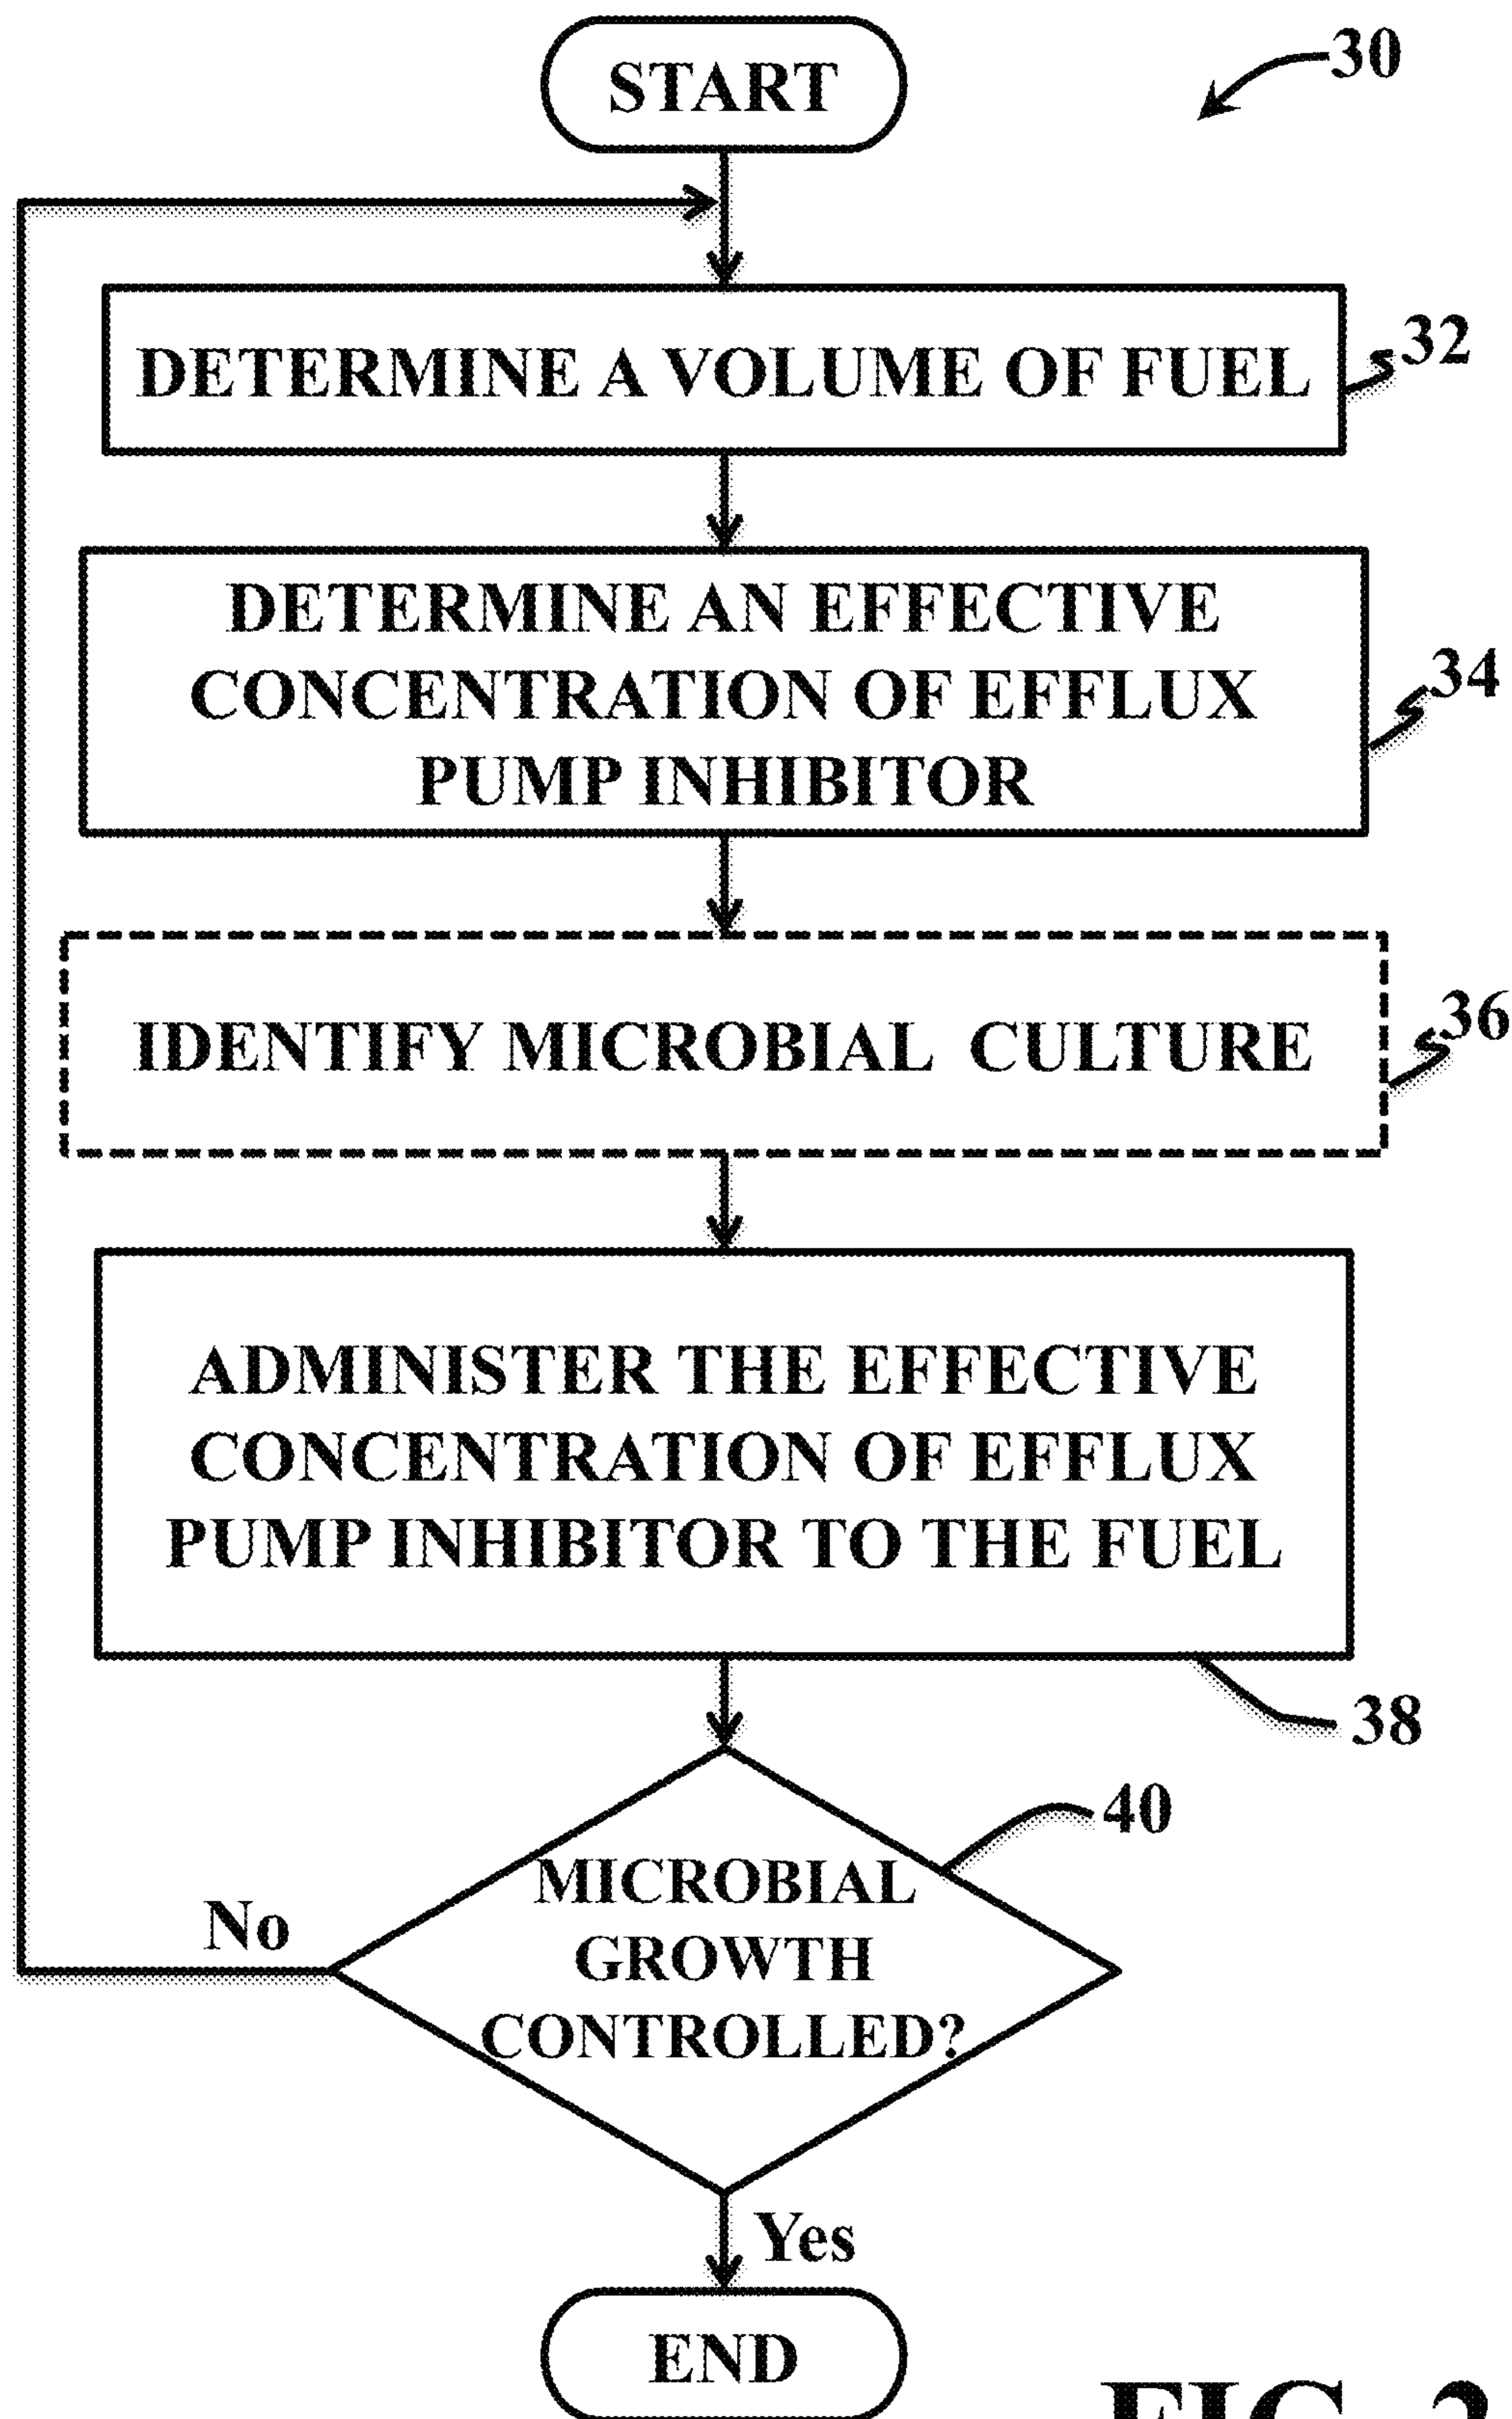 START
30
DETERMINE A VOLUME OF FUEL
32
DETERMINE AN EFFECTIVE
CONCENTRATION OF EFFLUX
PUMP INHIBITOR
34
IDENTIFY MICROBIAL CULTURE
36
ADMINISTER THE EFFECTIVE
CONCENTRATION OF EFFLUX
PUMP INHIBITOR TO THE FUEL
38
40
MICROBIAL
GROWTH
CONTROLLED?
No
Yes
END